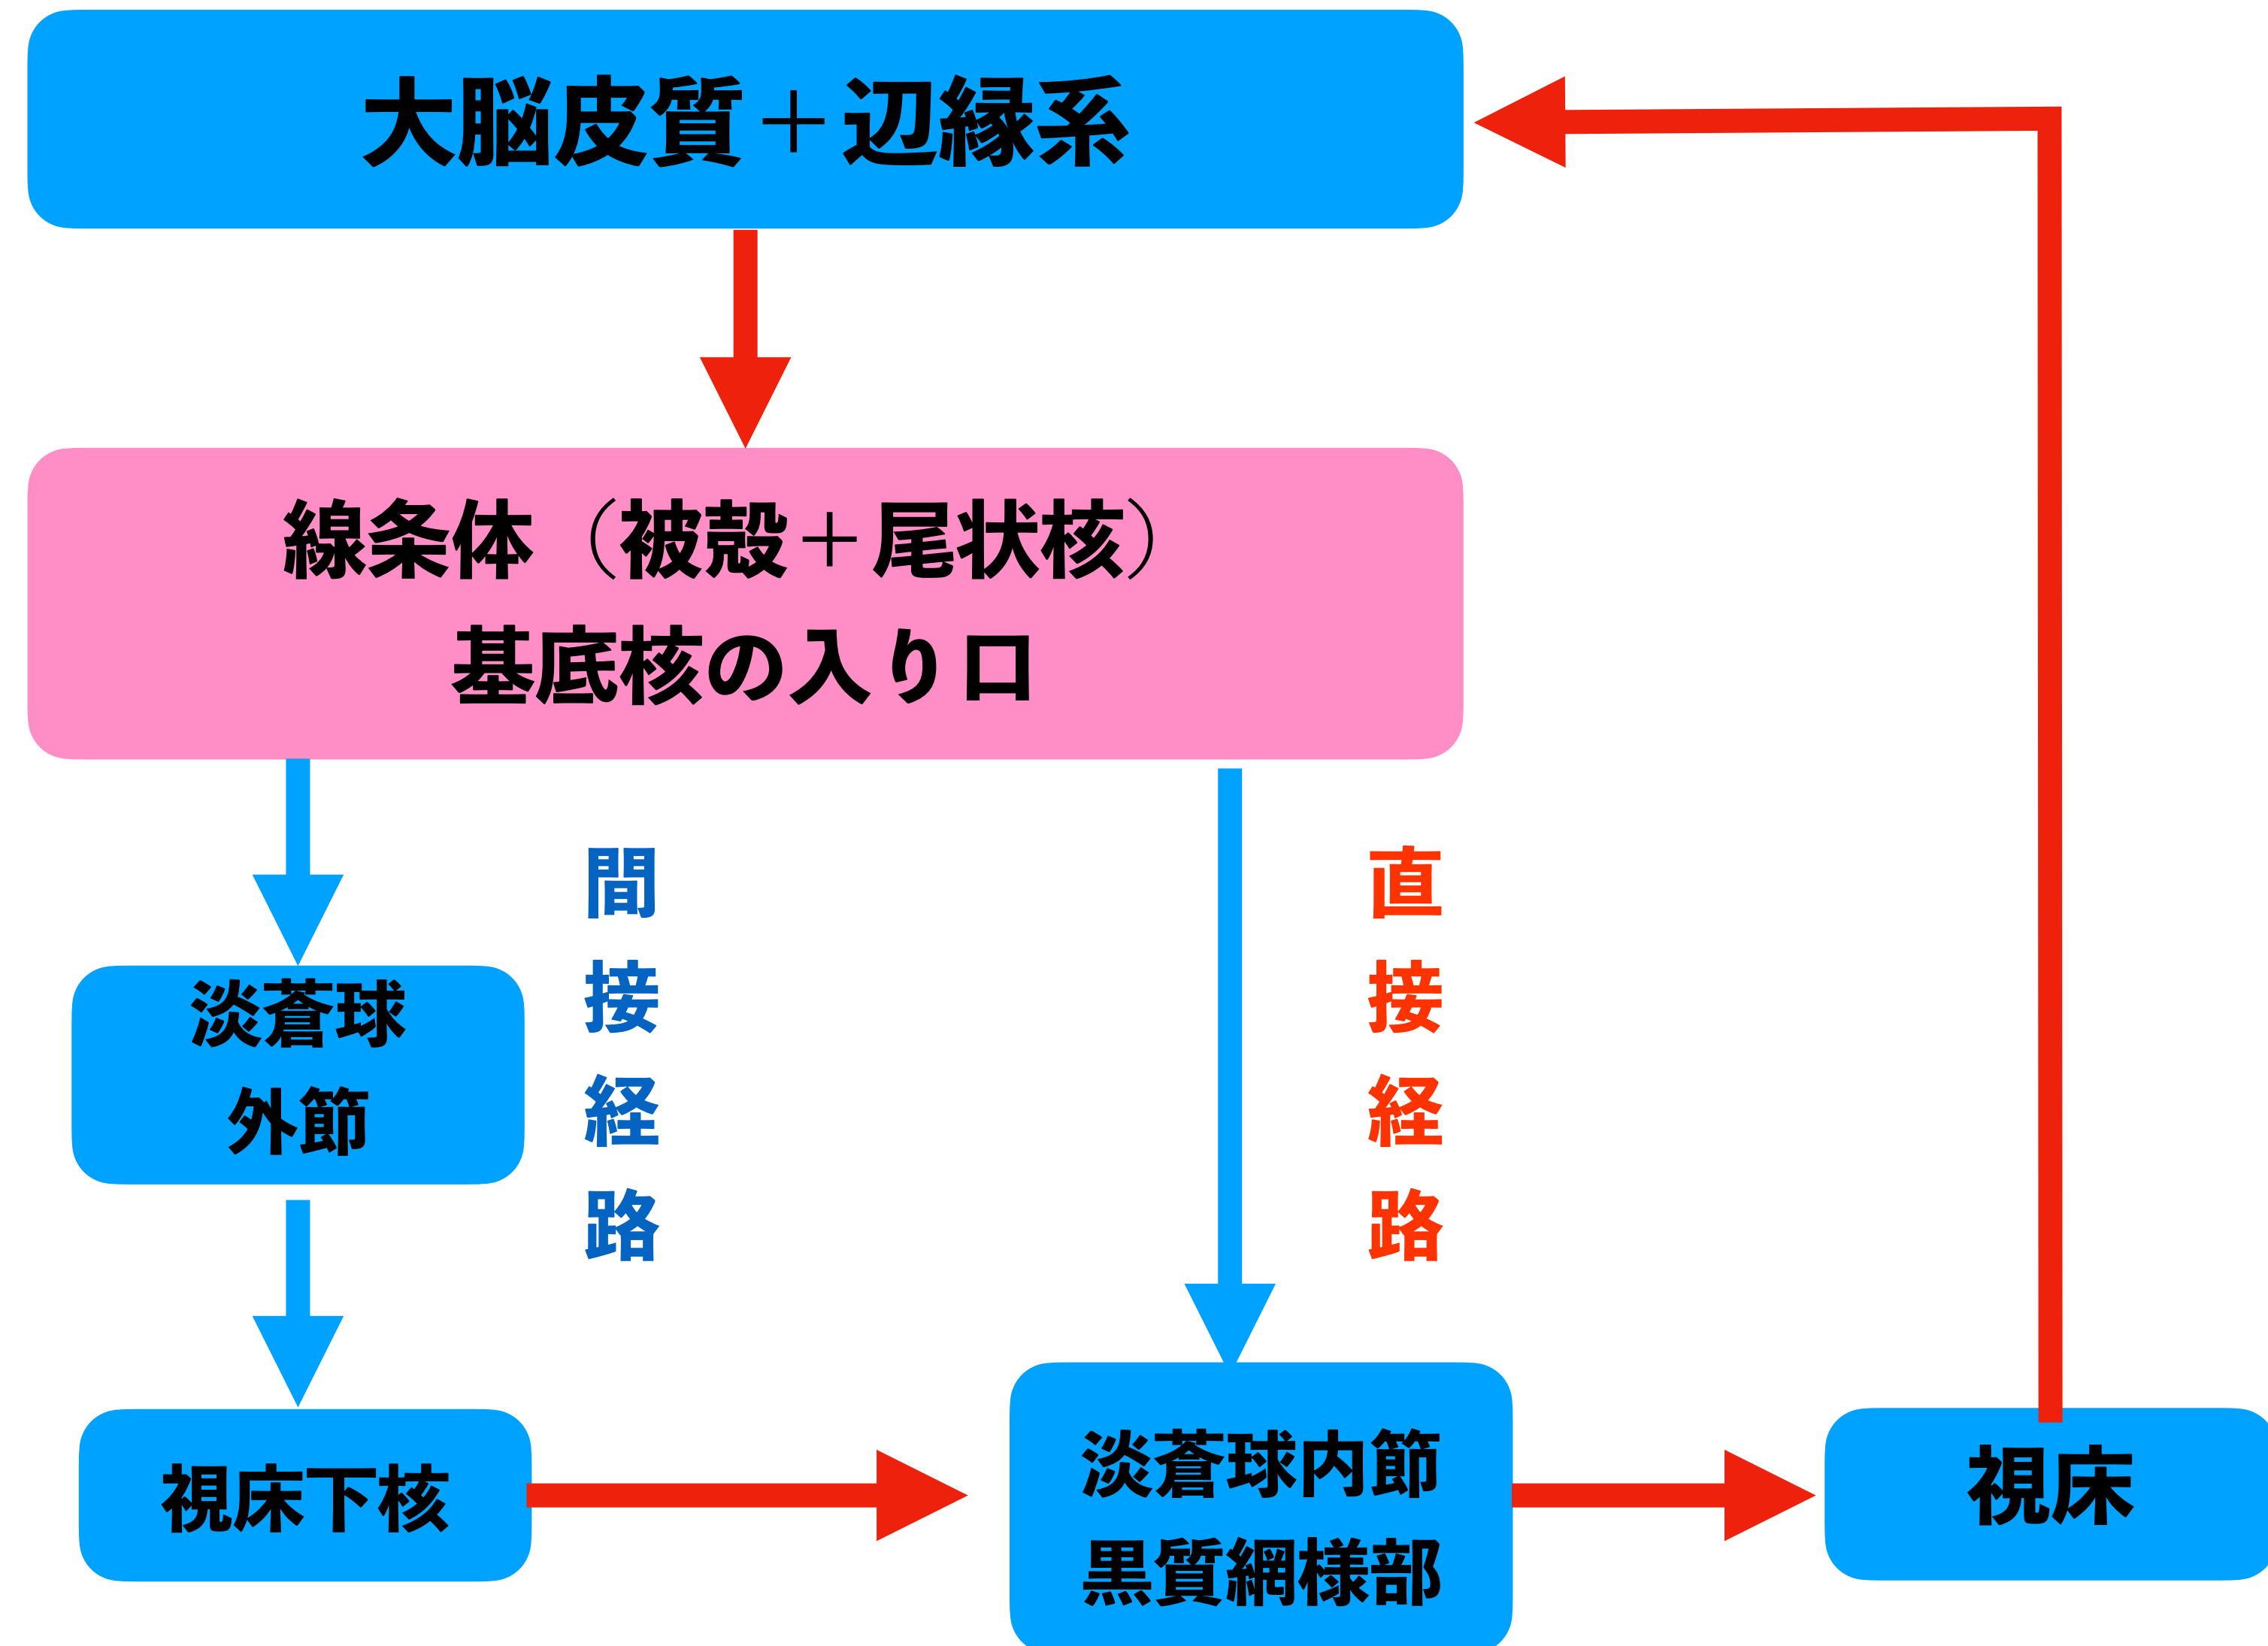 大脳皮質＋辺縁系
線条体（被殻＋尾状核）
基底核の入り口
間接経路
直接経路
淡蒼球
外節
視床下核
淡蒼球内節
黒質網様部
視床